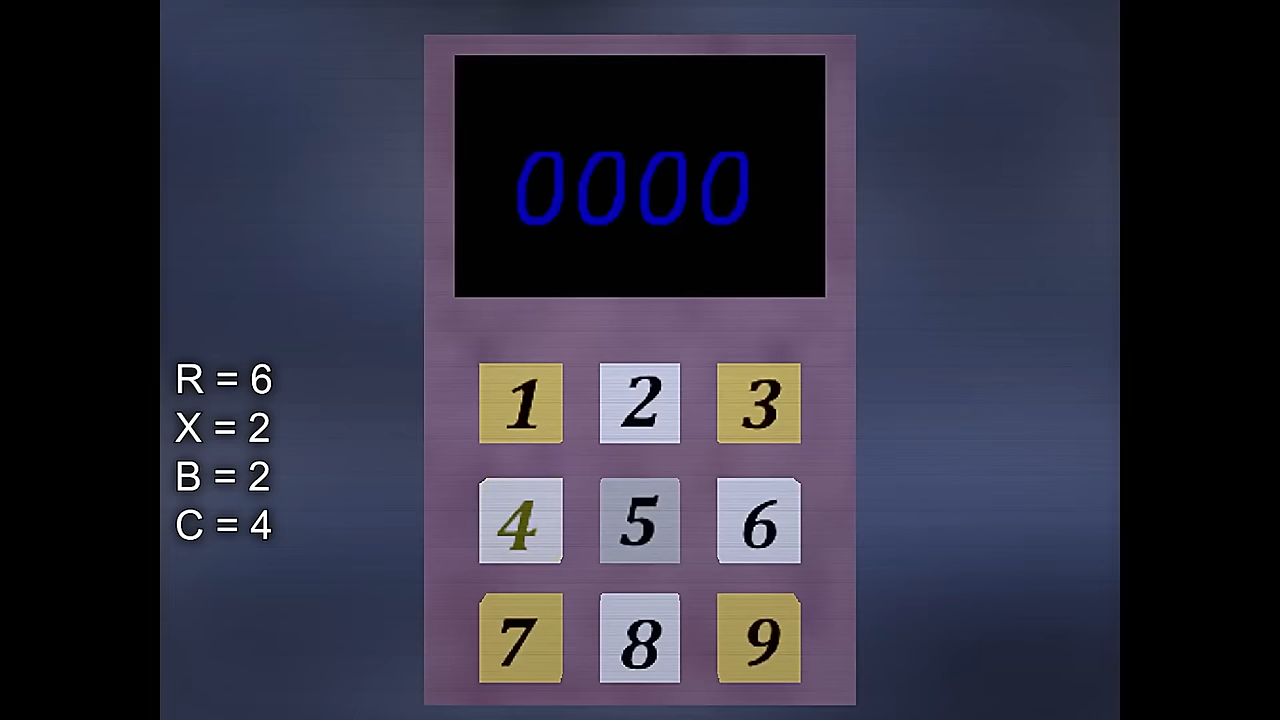 0000
1 2 3
R = 6
X = 2
B = 2
4 5 6
C = 4
7 8 9